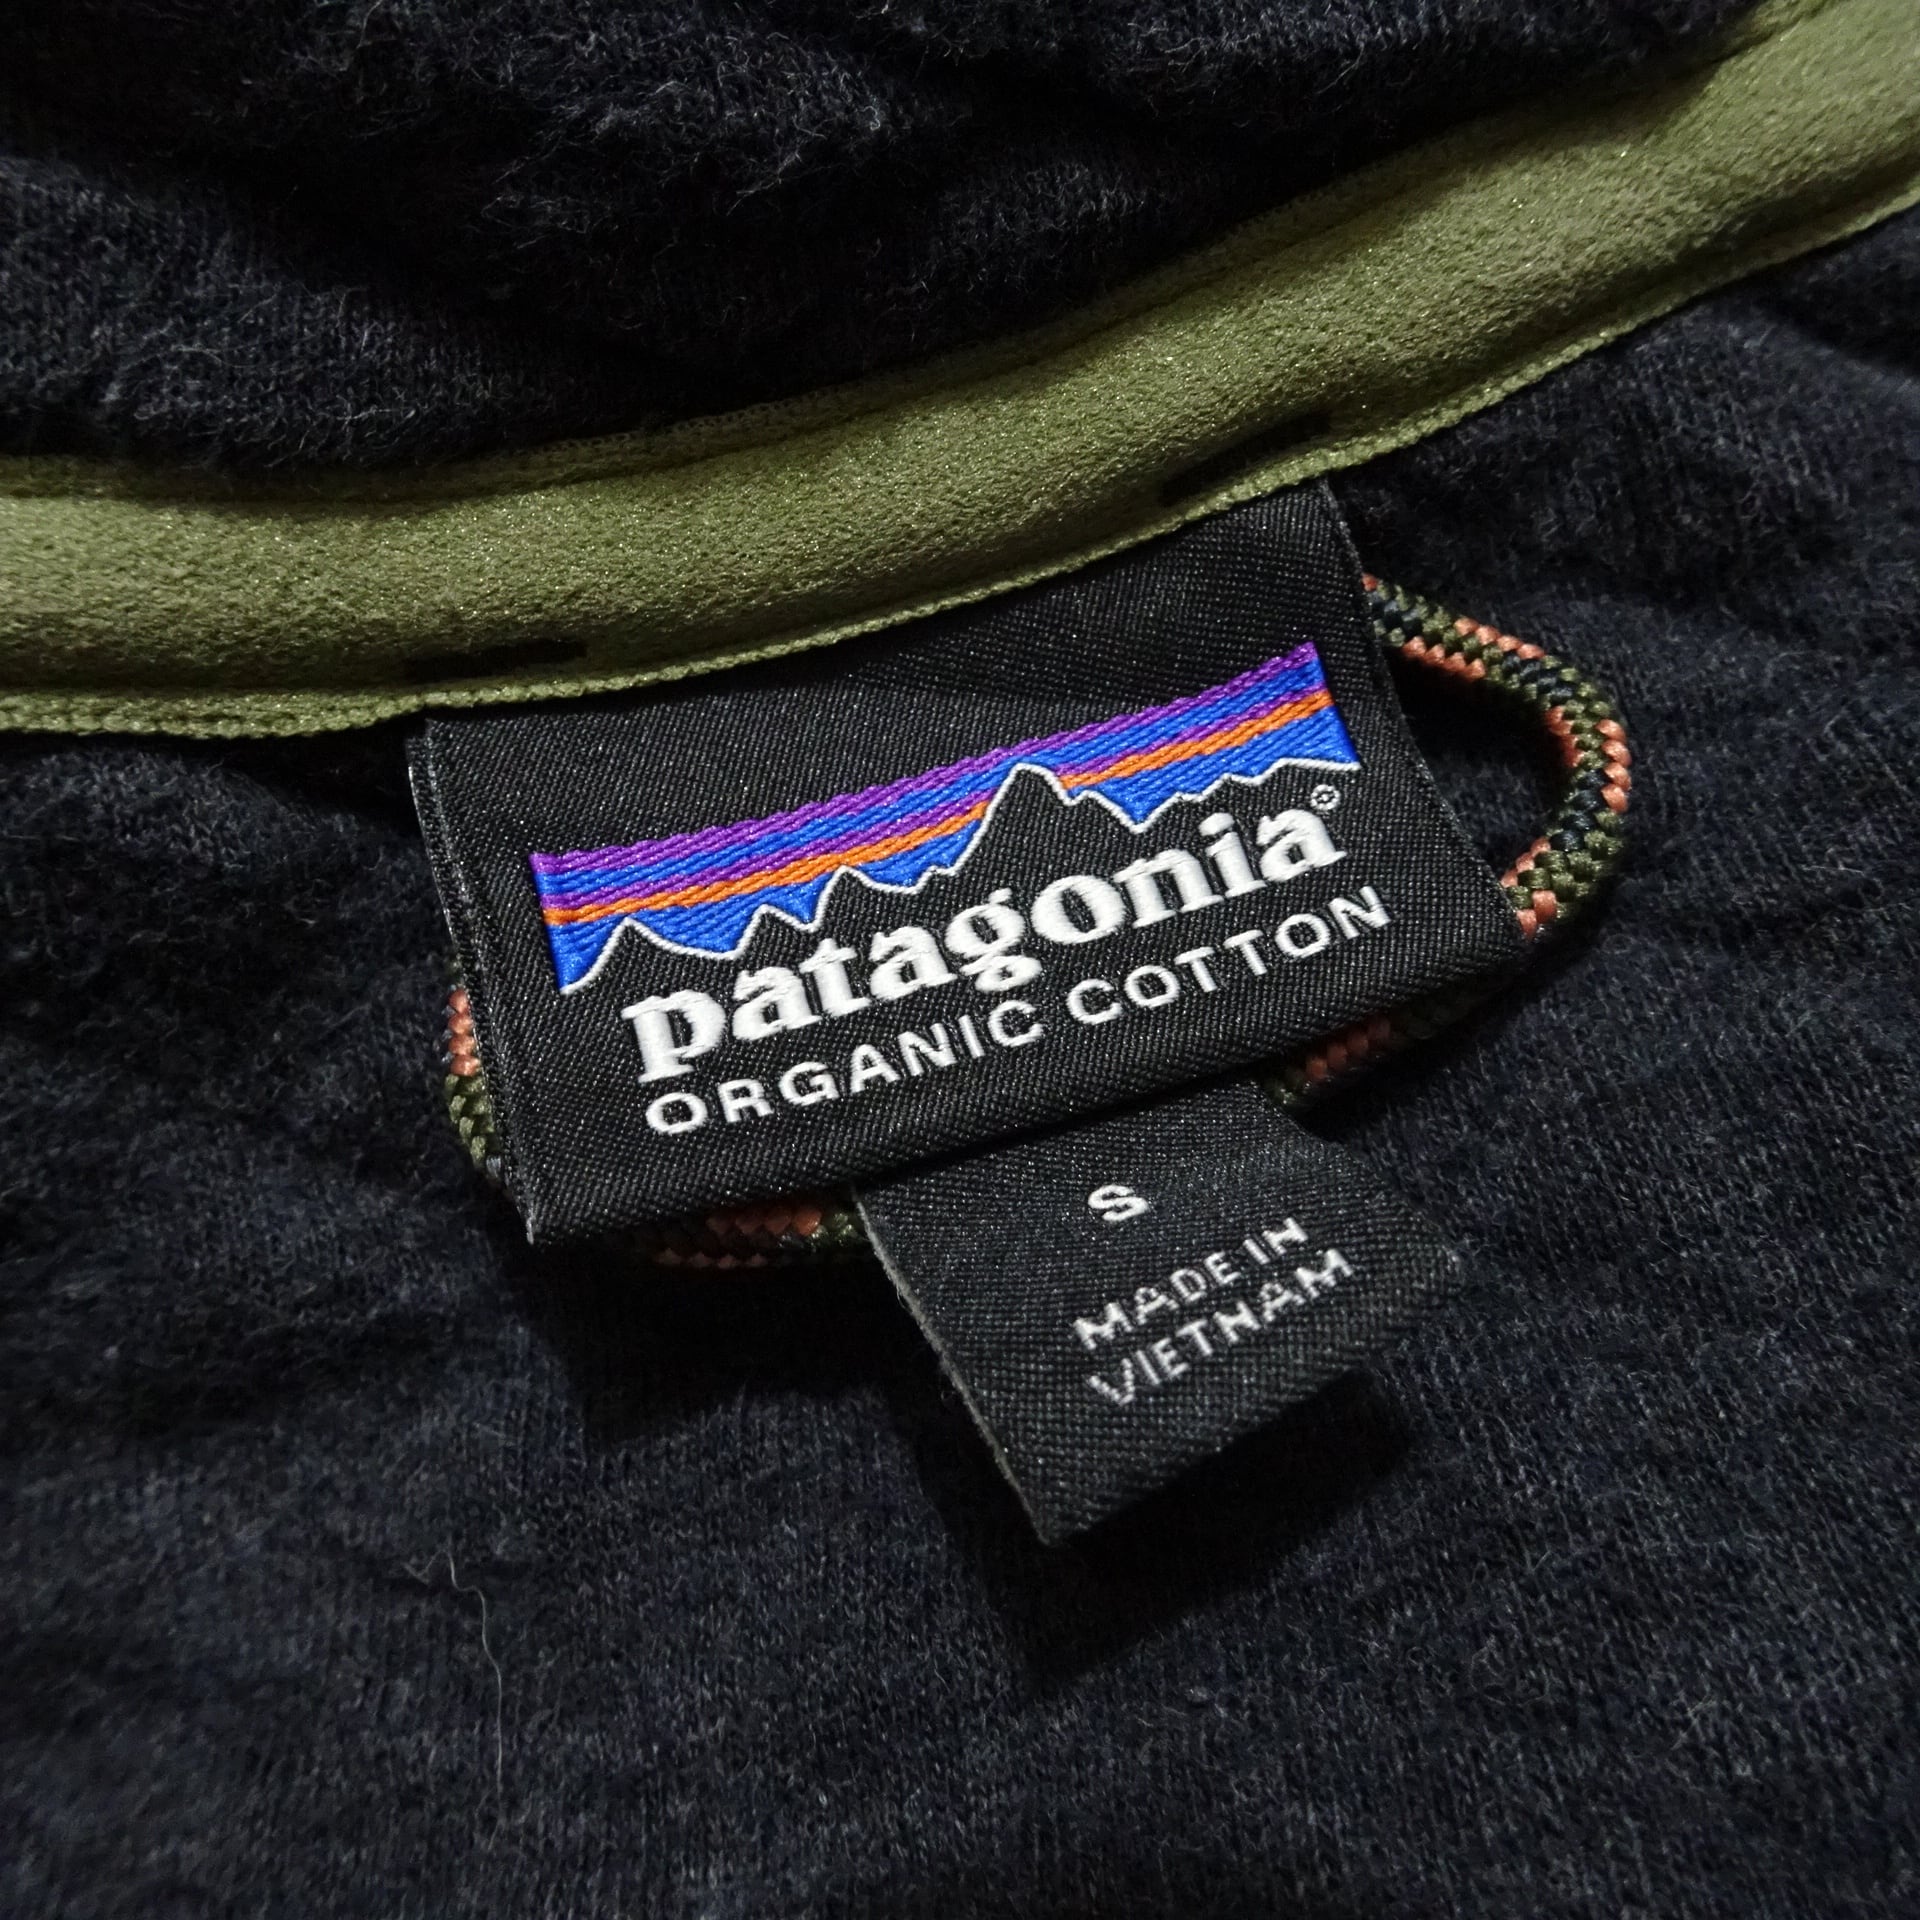 patagonia®
ORGANIC COTTON
S
MADE IN
VIETNAM